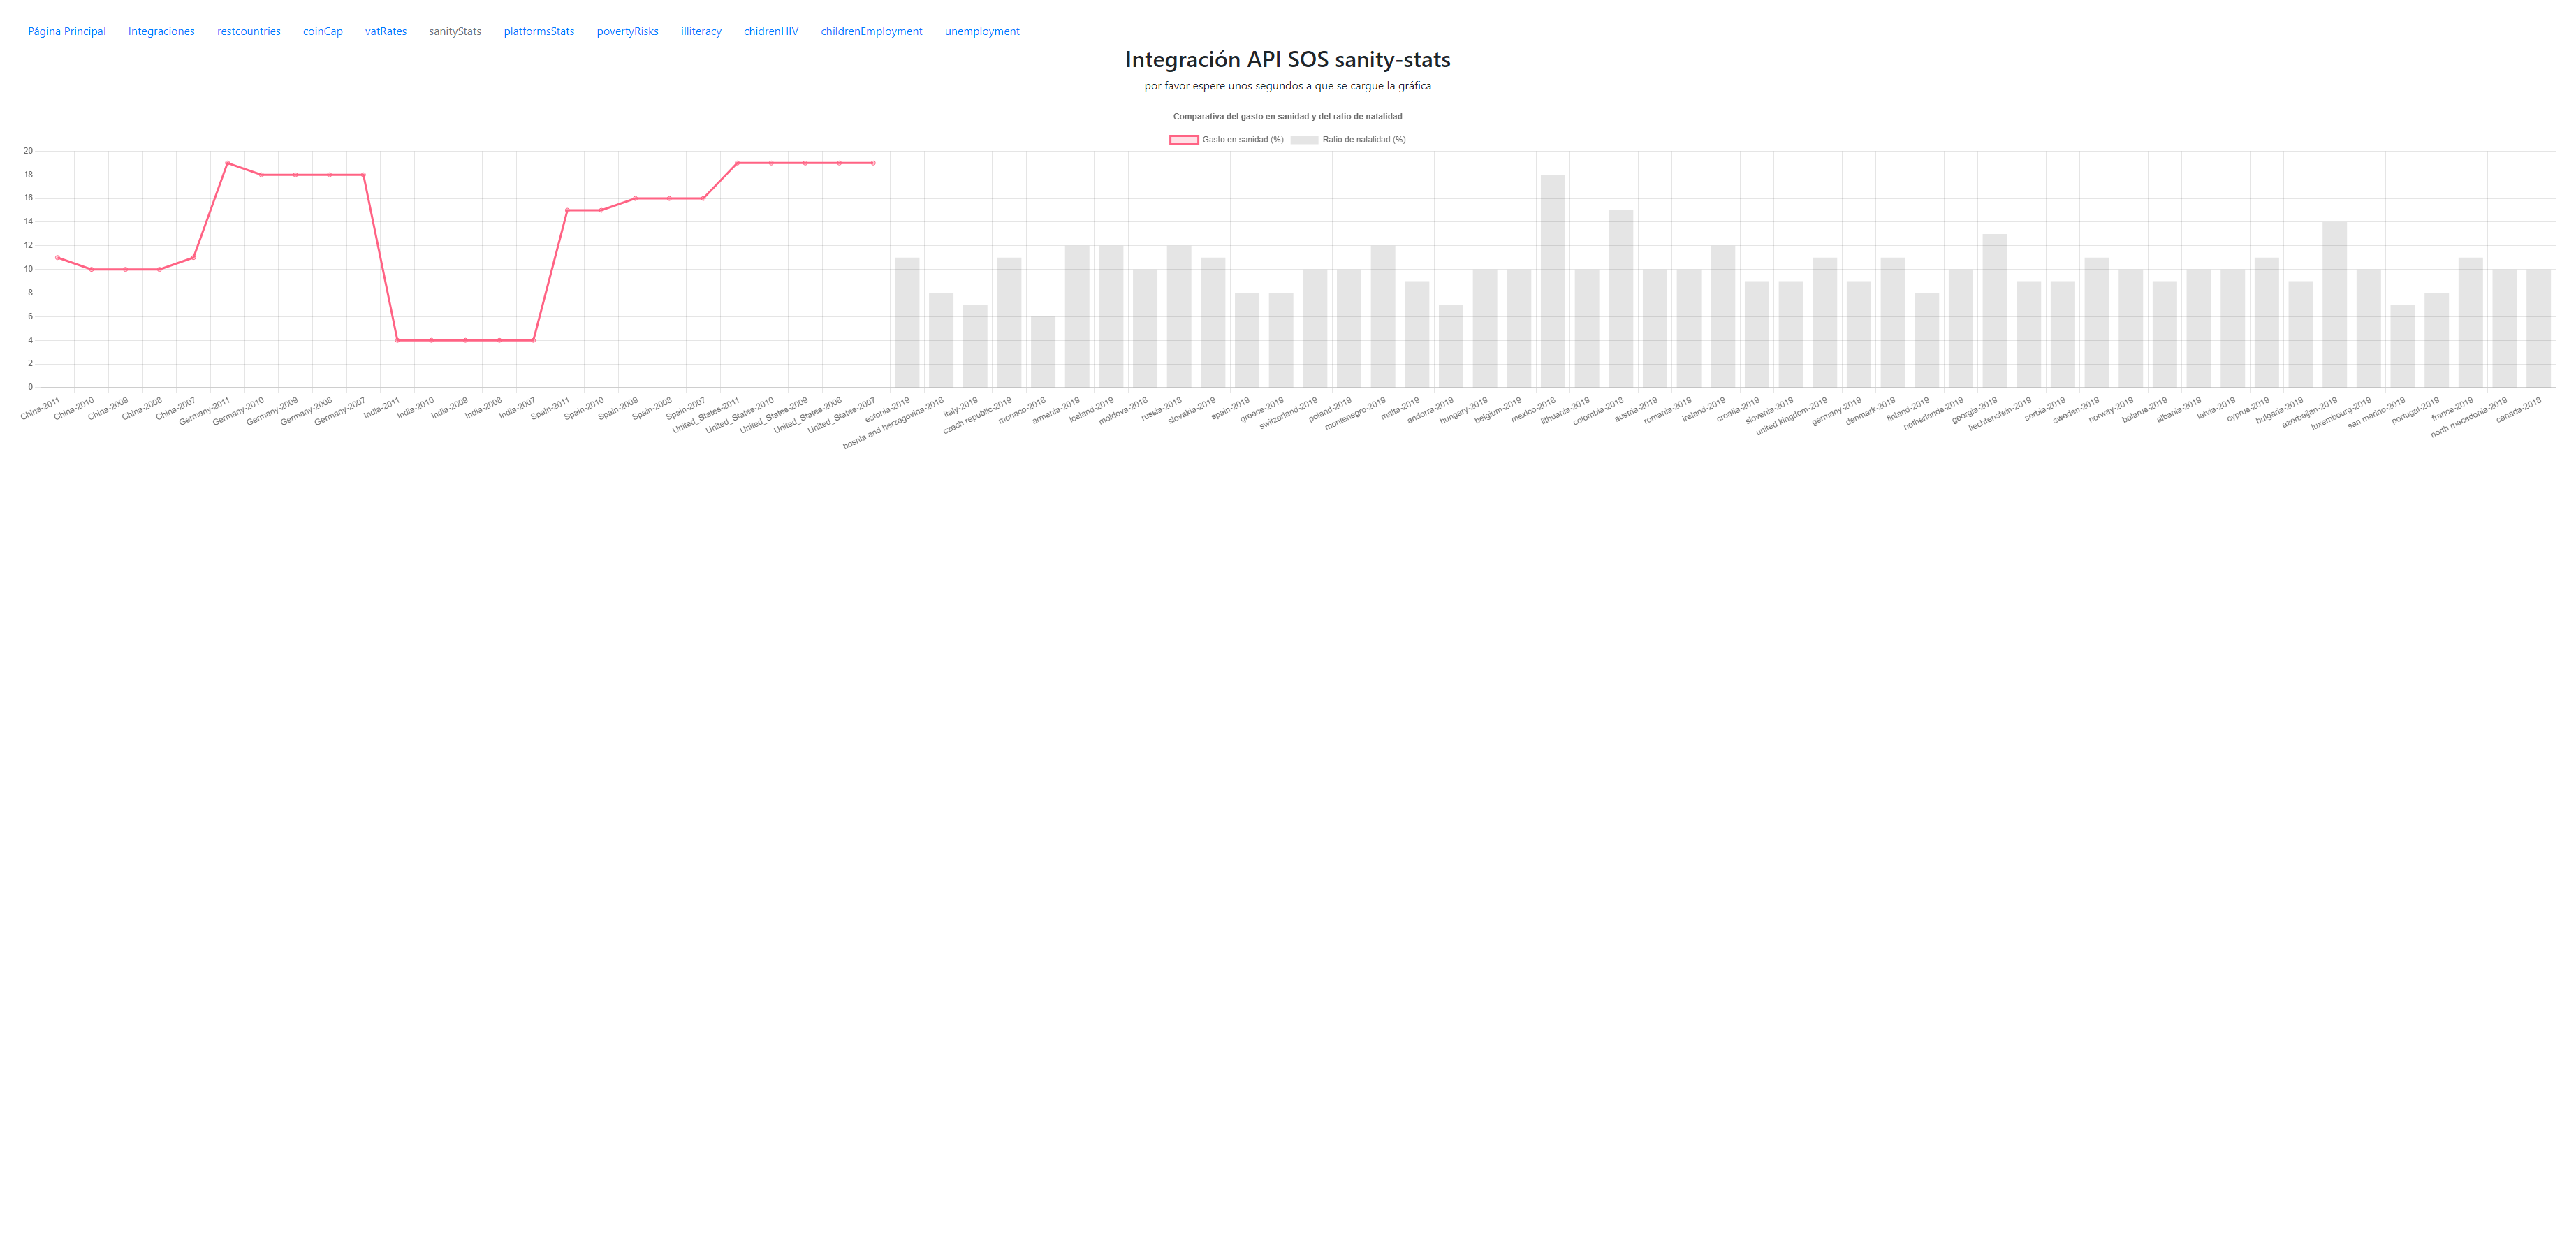 Página Principal Integraciones restcountries coinCap vatRates sanityStats platformsStats povertyRisks illiteracy chidrenHIV childrenEmployment unemployment
Integración API SOS sanity-stats
por favor espere unos segundos a que se cargue la gráfica
Comparativa del gasto en sanidad y del ratio de natalidad
Gasto en sanidad (%) Ratio de natalidad (%)
20
18
16
14
12
10
8
6
4
2
0
China-2011
China-2010
China-2009
China-2008
China-2007
Germany-2011
Germany-2010
Germany-2009
Germany-2008
Germany-2007
India-2011
India-2010
India-2009
India-2008
India-2007
Spain-2011
Spain-2010
Spain-2009
Spain-2008
Spain-2007
United_States-2011
United_States-2010
United_States-2009
United_States-2008
United_States-2007
estonia-2019
bosnia and herzegovina-2018
italy-2019
czech republic-2019
monaco-2018
armenia-2019
iceland-2019
moldova-2018
russia-2018
slovakia-2019
spain-2019
greece-2019
switzerland-2019
poland-2019
montenegro-2019
malta-2019
andorra-2019
hungary-2019
belgium-2019
mexico-2018
lithuania-2019
colombia-2018
austria-2019
romania-2019
ireland-2019
croatia-2019
slovenia-2019
united kingdom-2019
germany-2019
denmark-2019
finland-2019
netherlands-2019
georgia-2019
liechtenstein-2019
serbia-2019
sweden-2019
norway-2019
belarus-2019
albania-2019
latvia-2019
cyprus-2019
bulgaria-2019
azerbaijan-2019
luxembourg-2019
san marino-2019
portugal-2019
france-2019
north macedonia-2019
canada-2018